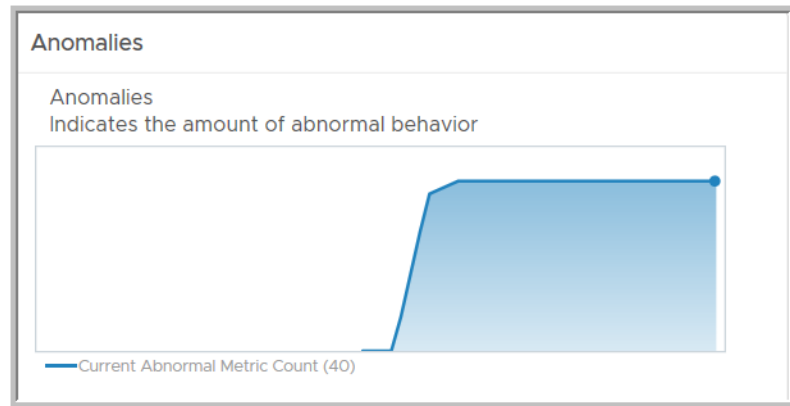 Anomalies
Anomalies
Indicates the amount of abnormal behavior
Current Abnormal Metric Count (40)